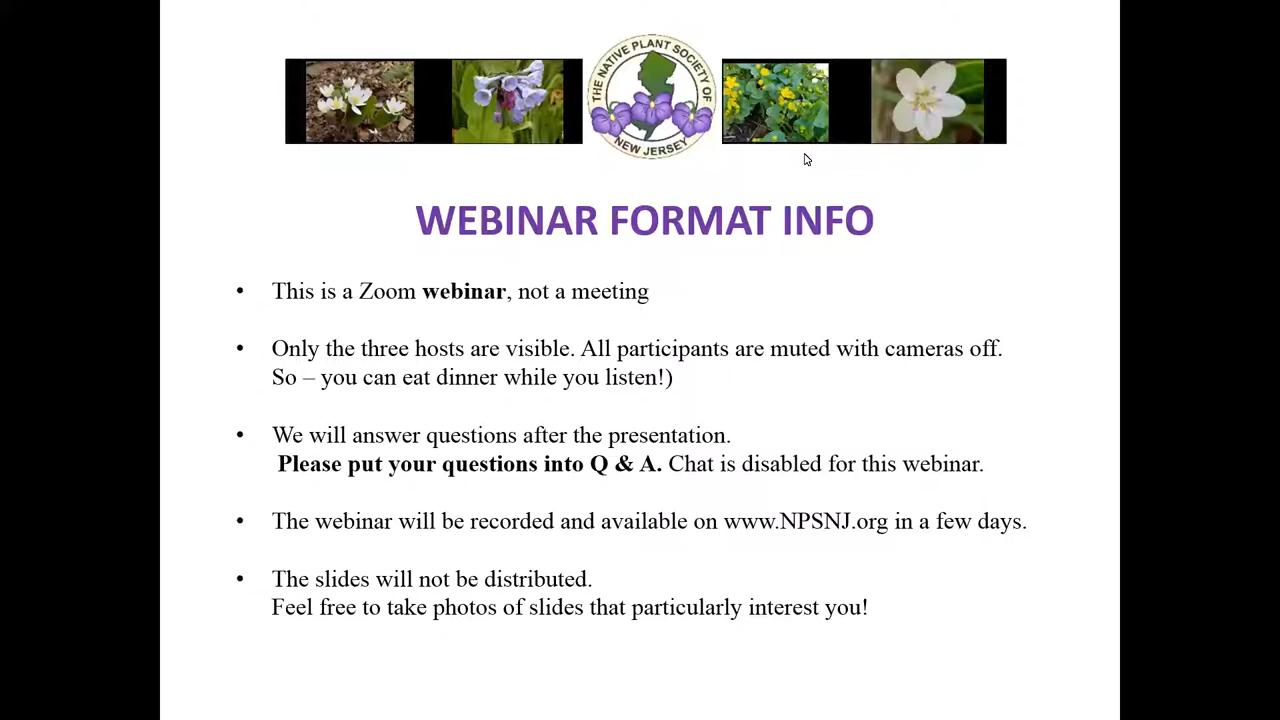 THE NATIVE PLANT SOCIETY OF
NEW JERSEY
WEBINAR FORMAT INFO
• This is a Zoom webinar, not a meeting
• Only the three hosts are visible. All participants are muted with cameras off.
So – you can eat dinner while you listen!)
• We will answer questions after the presentation.
Please put your questions into Q & A. Chat is disabled for this webinar.
• The webinar will be recorded and available on www.NPSNJ.org in a few days.
• The slides will not be distributed.
Feel free to take photos of slides that particularly interest you!